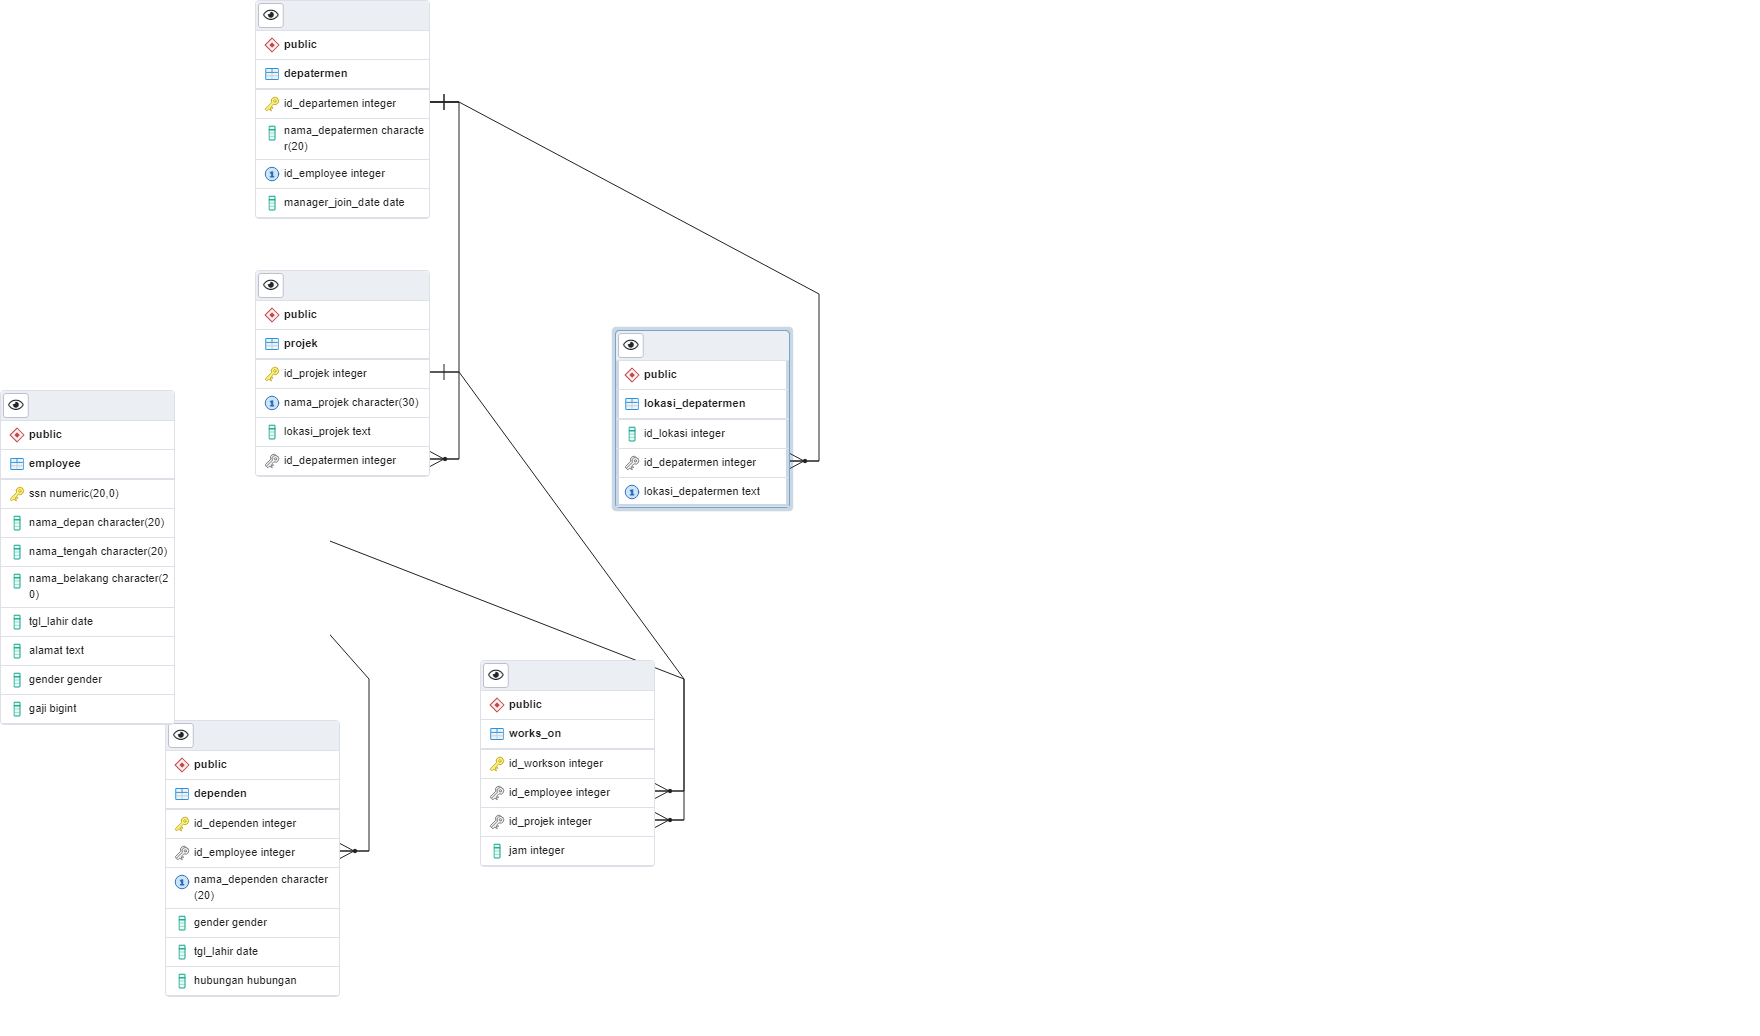 public
depatermen
id_departemen integer
nama_depatermen characte
r(20)
id_employee integer
manager_join_date date
public
projek
id_projek integer
nama_projek character(30)
lokasi_projek text
id_depatermen integer
public
lokasi_depatermen
id_lokasi integer
id_depatermen integer
lokasi_depatermen text
public
employee
ssn numeric(20,0)
nama_depan character(20)
nama_tengah character(20)
nama_belakang character(2
0)
tgl_lahir date
alamat text
gender gender
gaji bigint
public
works_on
id_workson integer
id_employee integer
id_projek integer
jam integer
public
dependen
id_dependen integer
id_employee integer
nama_dependen character
(20)
gender gender
tgl_lahir date
hubungan hubungan